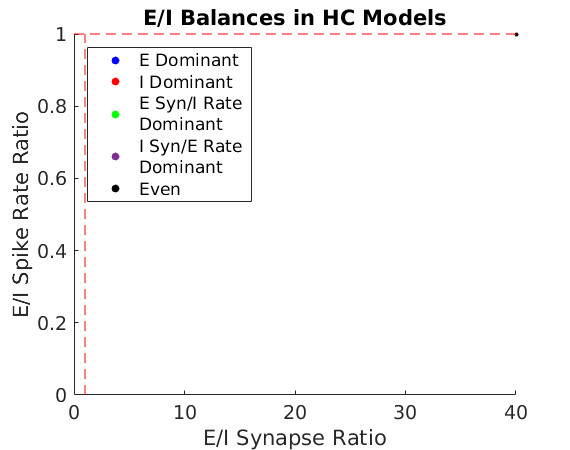 E/I Balances in HC Models
1
0.8
0.6
0.4
0.2
0
E/I Spike Rate Ratio
E Dominant
I Dominant
E Syn/I Rate
Dominant
I Syn/E Rate
Dominant
Even
0
10
20
30
40
E/I Synapse Ratio